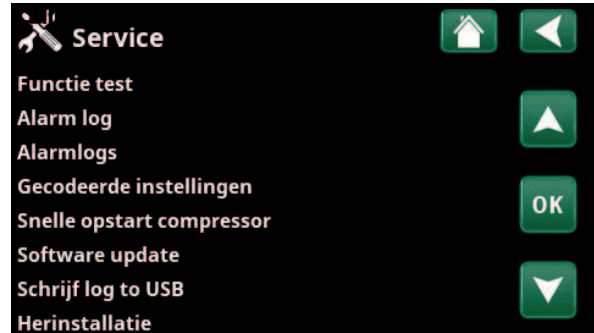 Service
Functie test
Alarm log
Alarmlogs
Gecodeerde instellingen
OK
Snelle opstart compressor
Software update
Schrijf log to USB
Herinstallatie